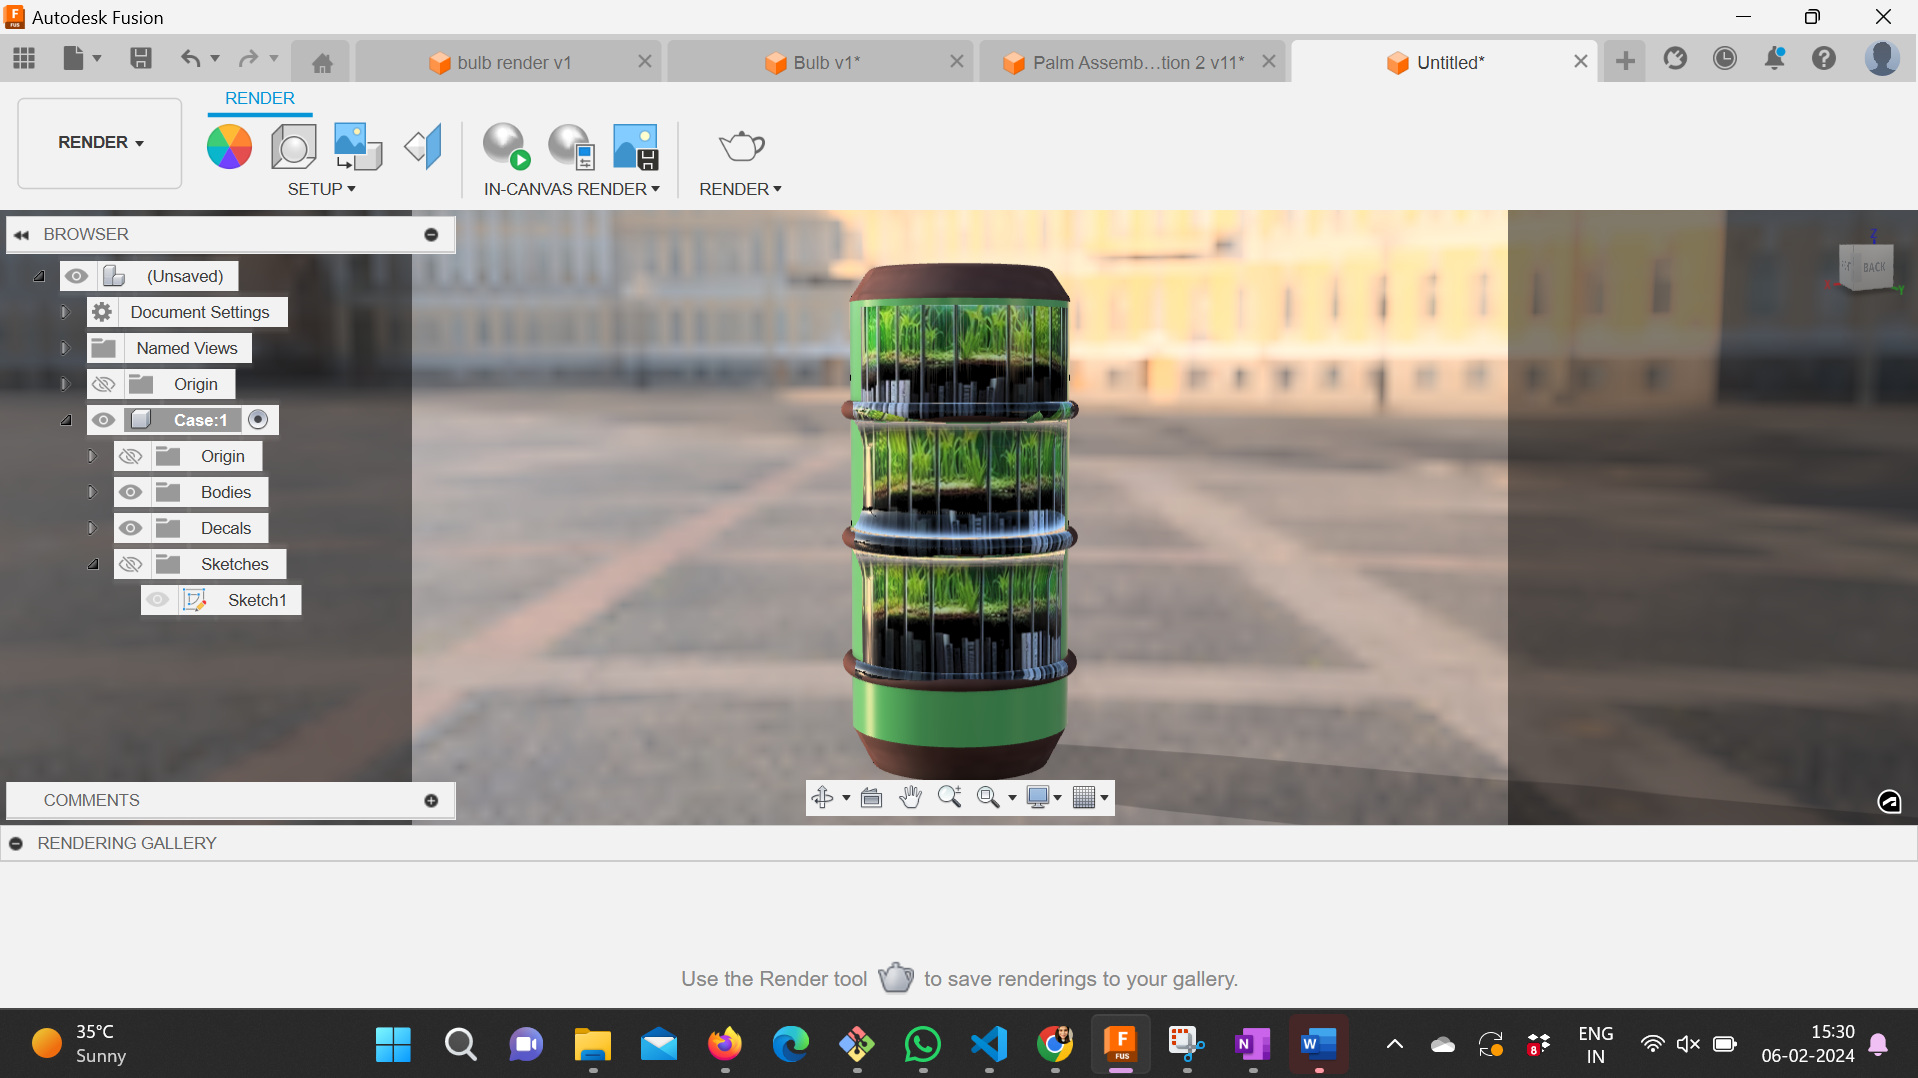 Autodesk Fusion
bulb render v1
Bulb v1*
Palm Assemb...tion 2 v11*
Untitled*
RENDER
RENDER
SETUP
IN-CANVAS RENDER
RENDER
BROWSER
(Unsaved)
Document Settings
Named Views
Origin
Case:1
Origin
Bodies
Decals
Sketches
Sketch1
Z
BACK
X
Y
COMMENTS
RENDERING GALLERY
Use the Render tool to save renderings to your gallery.
35°C
Sunny
F
FUS
N
W
8
ENG
IN
15:30
06-02-2024